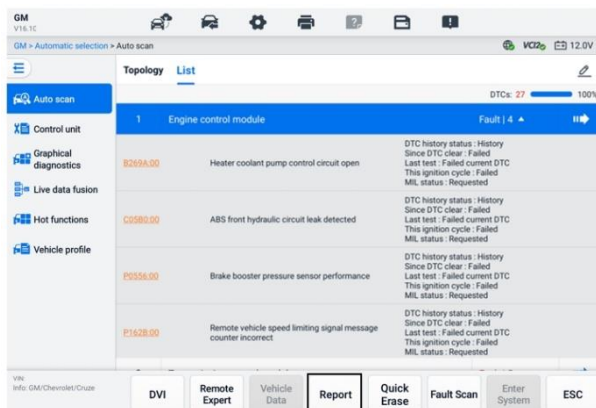 GM
V16.10
GM > Automatic selection > Auto scan
VCI2
12.0V
Topology List
DTCs: 27
100%
Auto scan
Control unit
Graphical
diagnostics
Live data fusion
Hot functions
Vehicle profile
1 Engine control module Fault | 4
B269A:00 Heater coolant pump control circuit open
DTC history status : History
Since DTC clear : Failed
Last test : Failed current DTC
This ignition cycle : Failed
MIL status : Requested
C05B0:00 ABS front hydraulic circuit leak detected
DTC history status : History
Since DTC clear : Failed
Last test : Failed current DTC
This ignition cycle : Failed
MIL status : Requested
P0556:00 Brake booster pressure sensor performance
DTC history status : History
Since DTC clear : Failed
Last test : Failed current DTC
This ignition cycle : Failed
MIL status : Requested
P162B:00 Remote vehicle speed limiting signal message
counter incorrect
DTC history status : History
Since DTC clear : Failed
Last test : Failed current DTC
This ignition cycle : Failed
MIL status : Requested
VIN:
Info: GM/Chevrolet/Cruze
DVI
Remote
Expert
Vehicle
Data
Report
Quick
Erase
Fault Scan
Enter
System
ESC